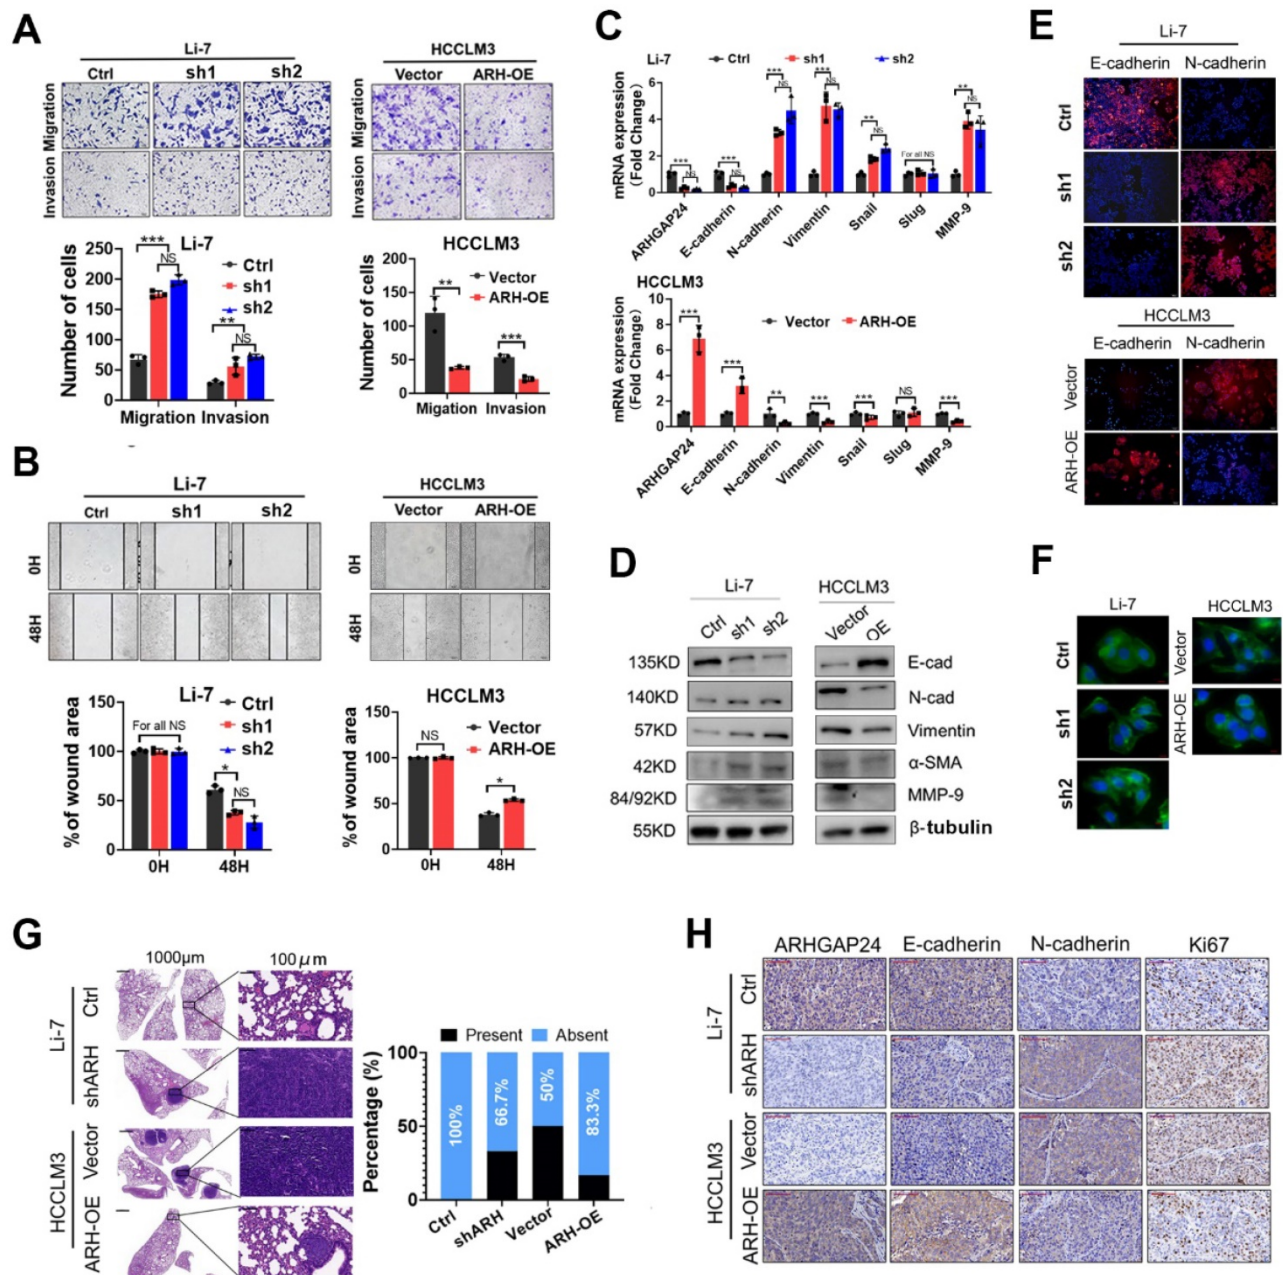 A
Li-7
Ctrl sh1 sh2
Migration
Invasion
HCCLM3
Vector ARH-OE
Migration
Invasion
Number of cells
250
200
150
100
50
0
Li-7
Ctrl
sh1
sh2
***
NS
**
NS
Migration Invasion
Number of cells
200
150
100
50
0
HCCLM3
Vector
ARH-OE
**
***
Migation Invasion
B
Li-7
Ctrl sh1 sh2
0H
48H
HCCLM3
Vector ARH-OE
0H
48H
% of wound area
150
100
50
0
Li-7
Ctrl
sh1
sh2
For all NS
*
NS
0H 48H
% of wound area
150
100
50
0
HCCLM3
Vector
ARH-OE
NS
*
0H 48H
C
Li-7 Ctrl sh1 sh2
mRNA expression
(Fold Change)
6
4
2
0
***
NS
***
NS
***
NS
***
NS
**
NS
For all NS
**
NS
ARHGAP24
E-cadherin
N-cadherin
Vimentin
Snail
Slug
MMP-9
HCCLM3
mRNA expression
(Fold Change)
10
8
6
4
2
0
Vector ARH-OE
***
***
**
***
***
NS
***
ARHGAP24
E-cadherin
N-cadherin
Vimentin
Snail
Slug
MMP-9
D
Li-7 HCCLM3
Ctrl sh1 sh2 Vector OE
135KD E-cad
140KD N-cad
57KD Vimentin
42KD α-SMA
84/92KD MMP-9
55KD β-tubulin
E
Li-7
E-cadherin N-cadherin
Ctrl
sh1
sh2
HCCLM3
E-cadherin N-cadherin
Vector
ARH-OE
F
Li-7 HCCLM3
Ctrl
Vector
sh1
ARH-OE
sh2
G
1000μm 100μm
Li-7
Ctrl
shARH
HCCLM3
Vector
ARH-OE
Present Absent
Percentage (%)
100
50
0
100%
66.7%
50%
83.3%
Ctrl
shARH
Vector
ARH-OE
H
ARHGAP24 E-cadherin N-cadherin Ki67
Li-7
Ctrl
shARH
HCCLM3
Vector
ARH-OE